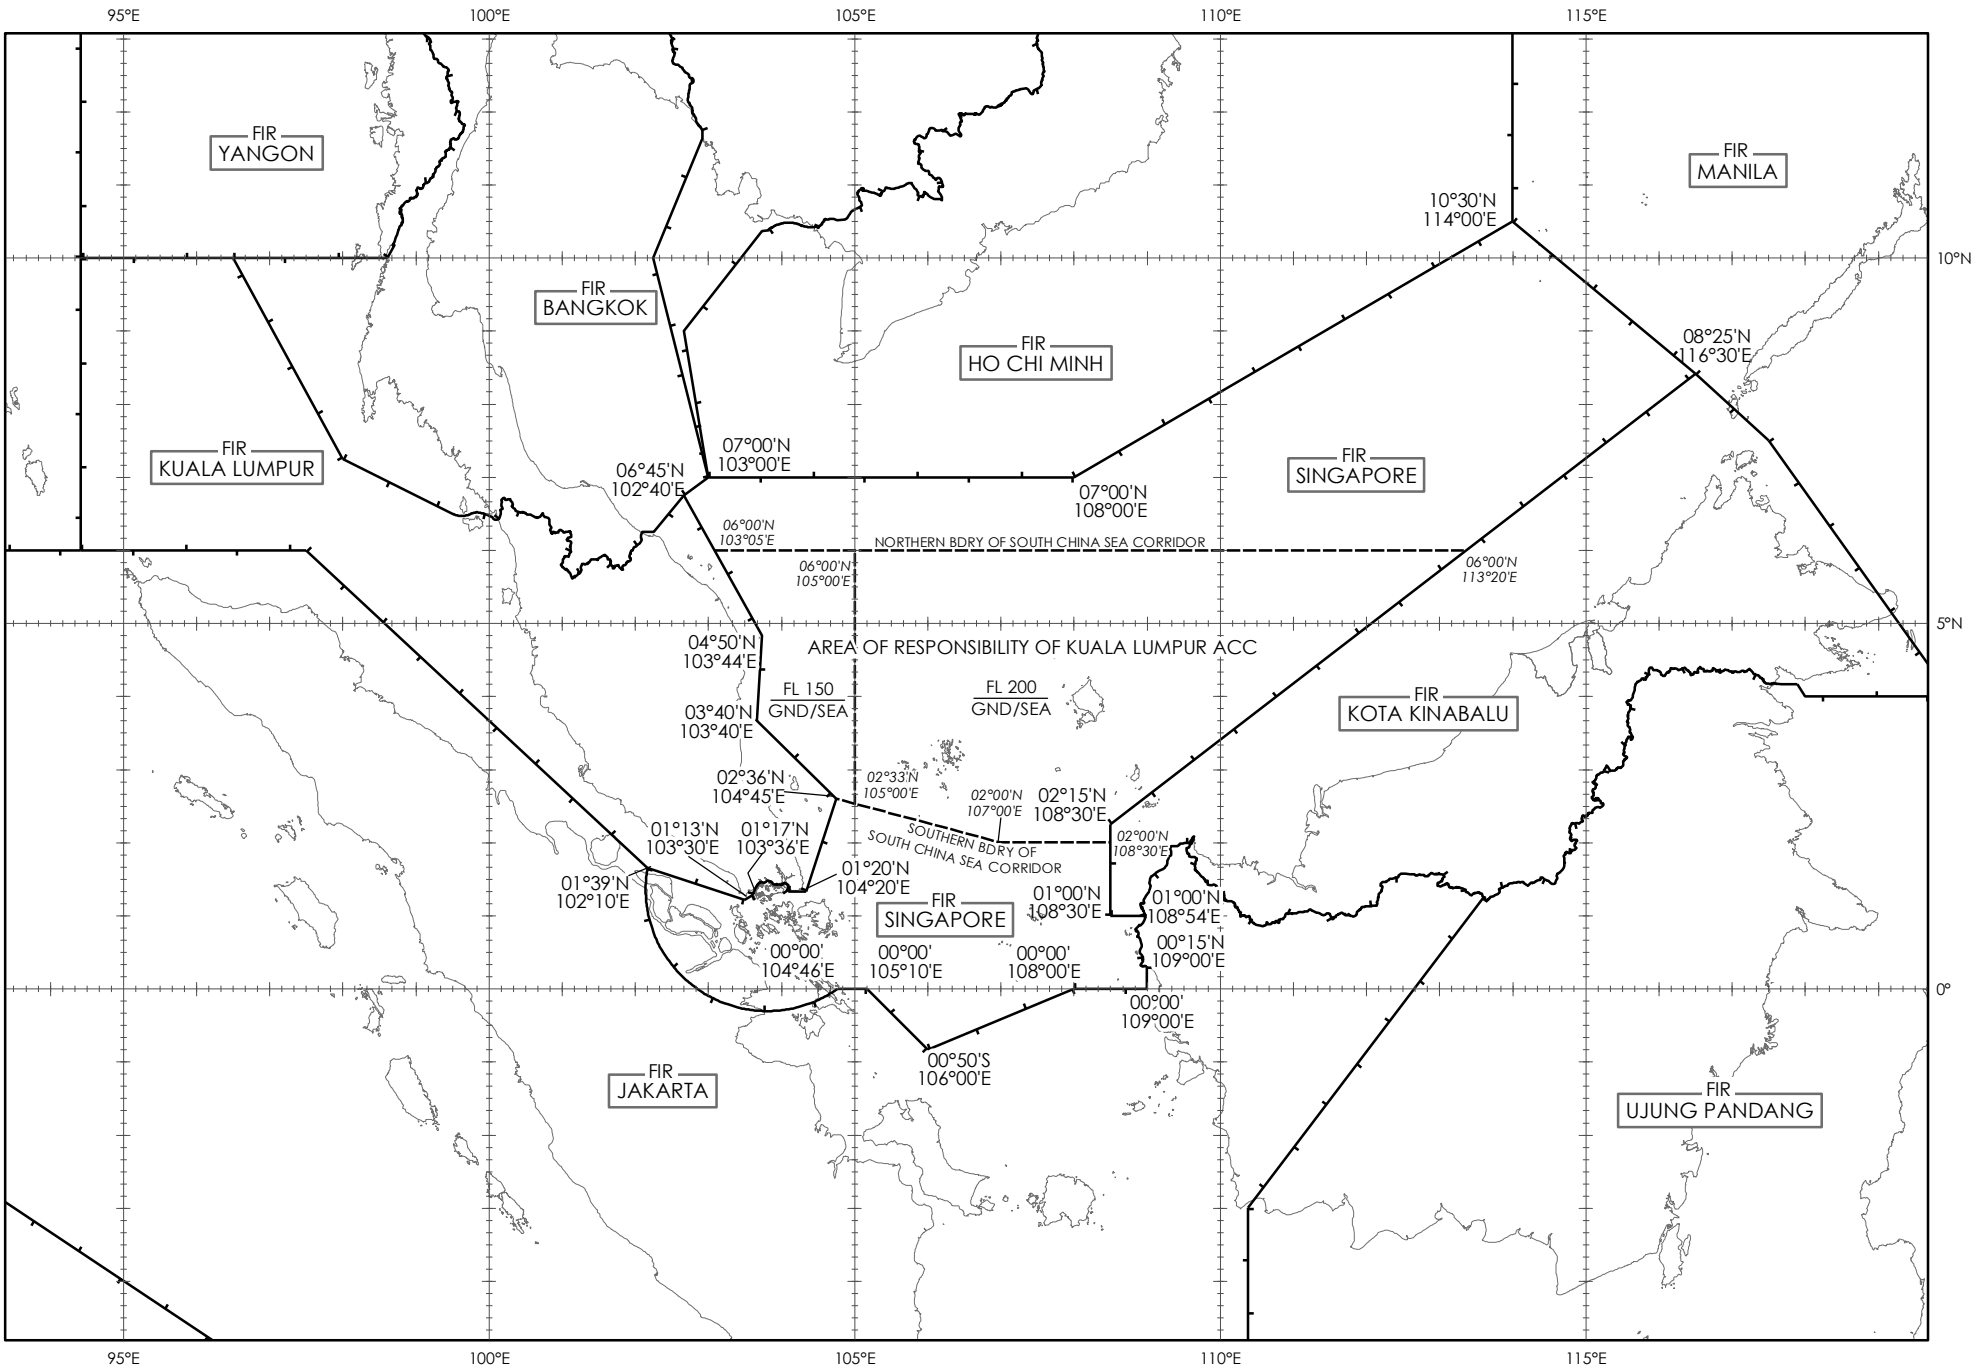 95°E
100°E
105°E
110°E
115°E
FIR
YANGON
FIR
MANILA
10°30'N
114°00'E
10°N
FIR
BANGKOK
FIR
HO CHI MINH
08°25'N
116°30'E
FIR
KUALA LUMPUR
06°45'N
102°40'E
07°00'N
103°00'E
FIR
SINGAPORE
07°00'N
108°00'E
06°00'N
103°05'E
NORTHERN BDRY OF SOUTH CHINA SEA CORRIDOR
06°00'N
105°00'E
06°00'N
113°20'E
5°N
04°50'N
103°44'E
AREA OF RESPONSIBILITY OF KUALA LUMPUR ACC
FL 150
GND/SEA
FL 200
GND/SEA
FIR
KOTA KINABALU
03°40'N
103°40'E
02°36'N
104°45'E
02°33'N
105°00'E
02°00'N
107°00'E
02°15'N
108°30'E
01°13'N
103°30'E
01°17'N
103°36'E
SOUTHERN BDRY OF
SOUTH CHINA SEA CORRIDOR
02°00'N
108°30'E
01°39'N
102°10'E
01°20'N
104°20'E
FIR
SINGAPORE
01°00'N
108°30'E
01°00'N
108°54'E
00°00'
104°46'E
00°00'
105°10'E
00°00'
108°00'E
00°15'N
109°00'E
0°
00°00'
109°00'E
00°50'S
106°00'E
FIR
JAKARTA
FIR
UJUNG PANDANG
95°E
100°E
105°E
110°E
115°E